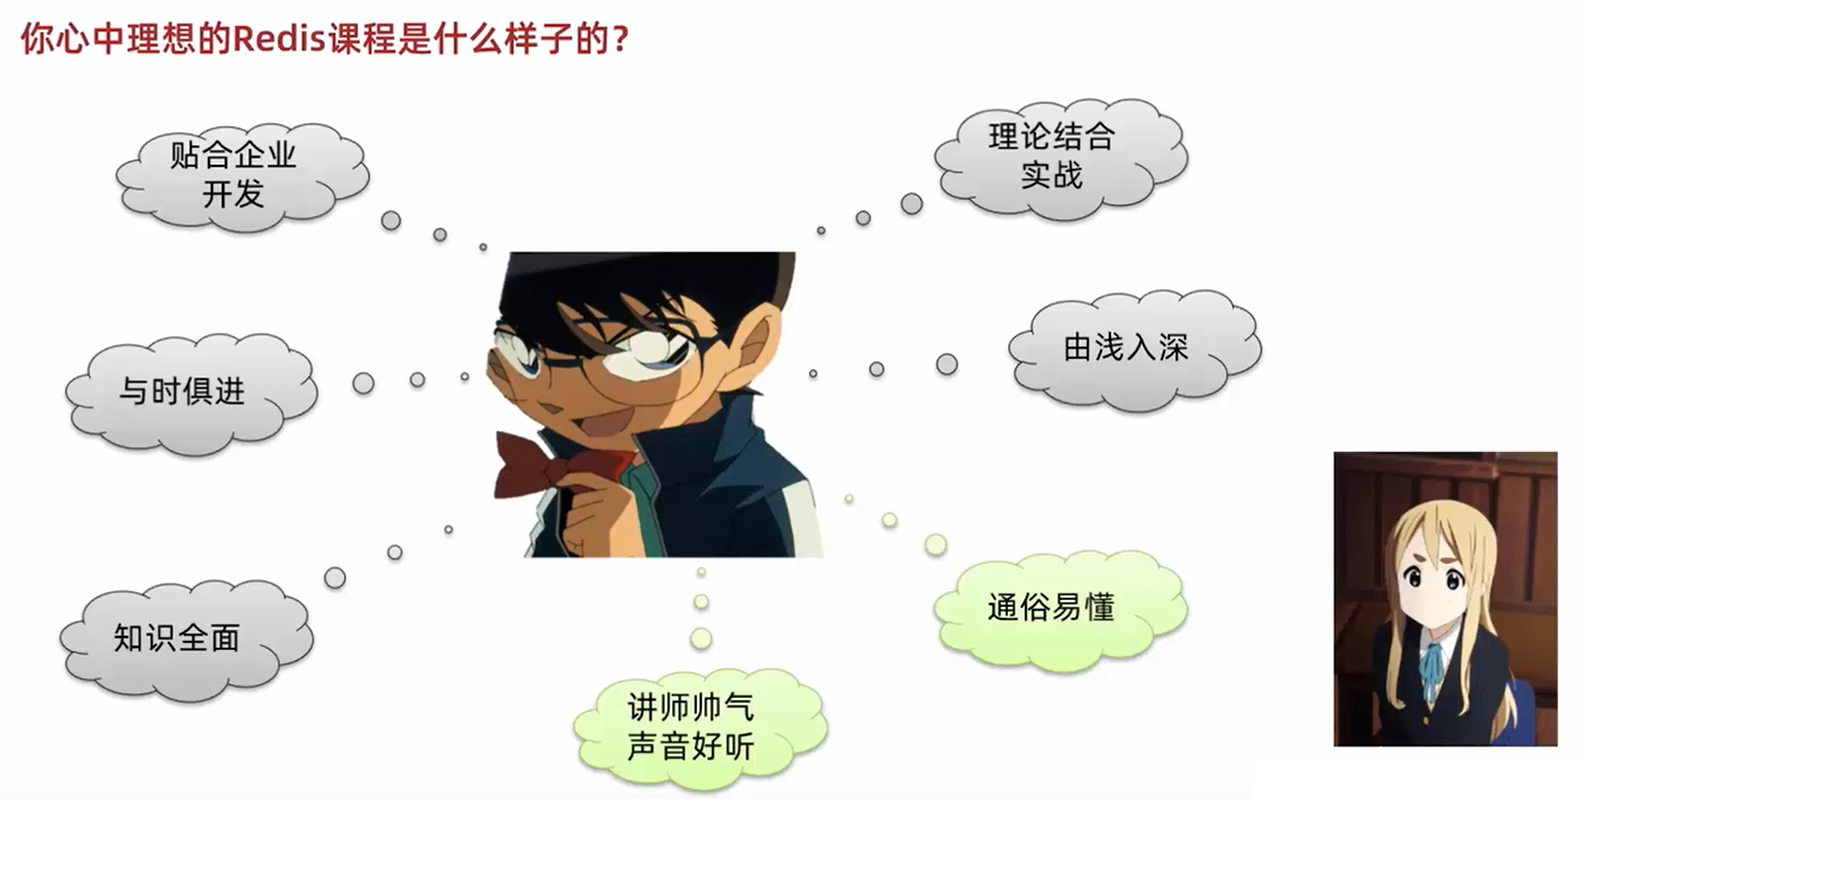 你心中理想的Redis课程是什么样子的？
贴合企业
开发
理论结合
实战
与时俱进
由浅入深
知识全面
通俗易懂
讲师帅气
声音好听